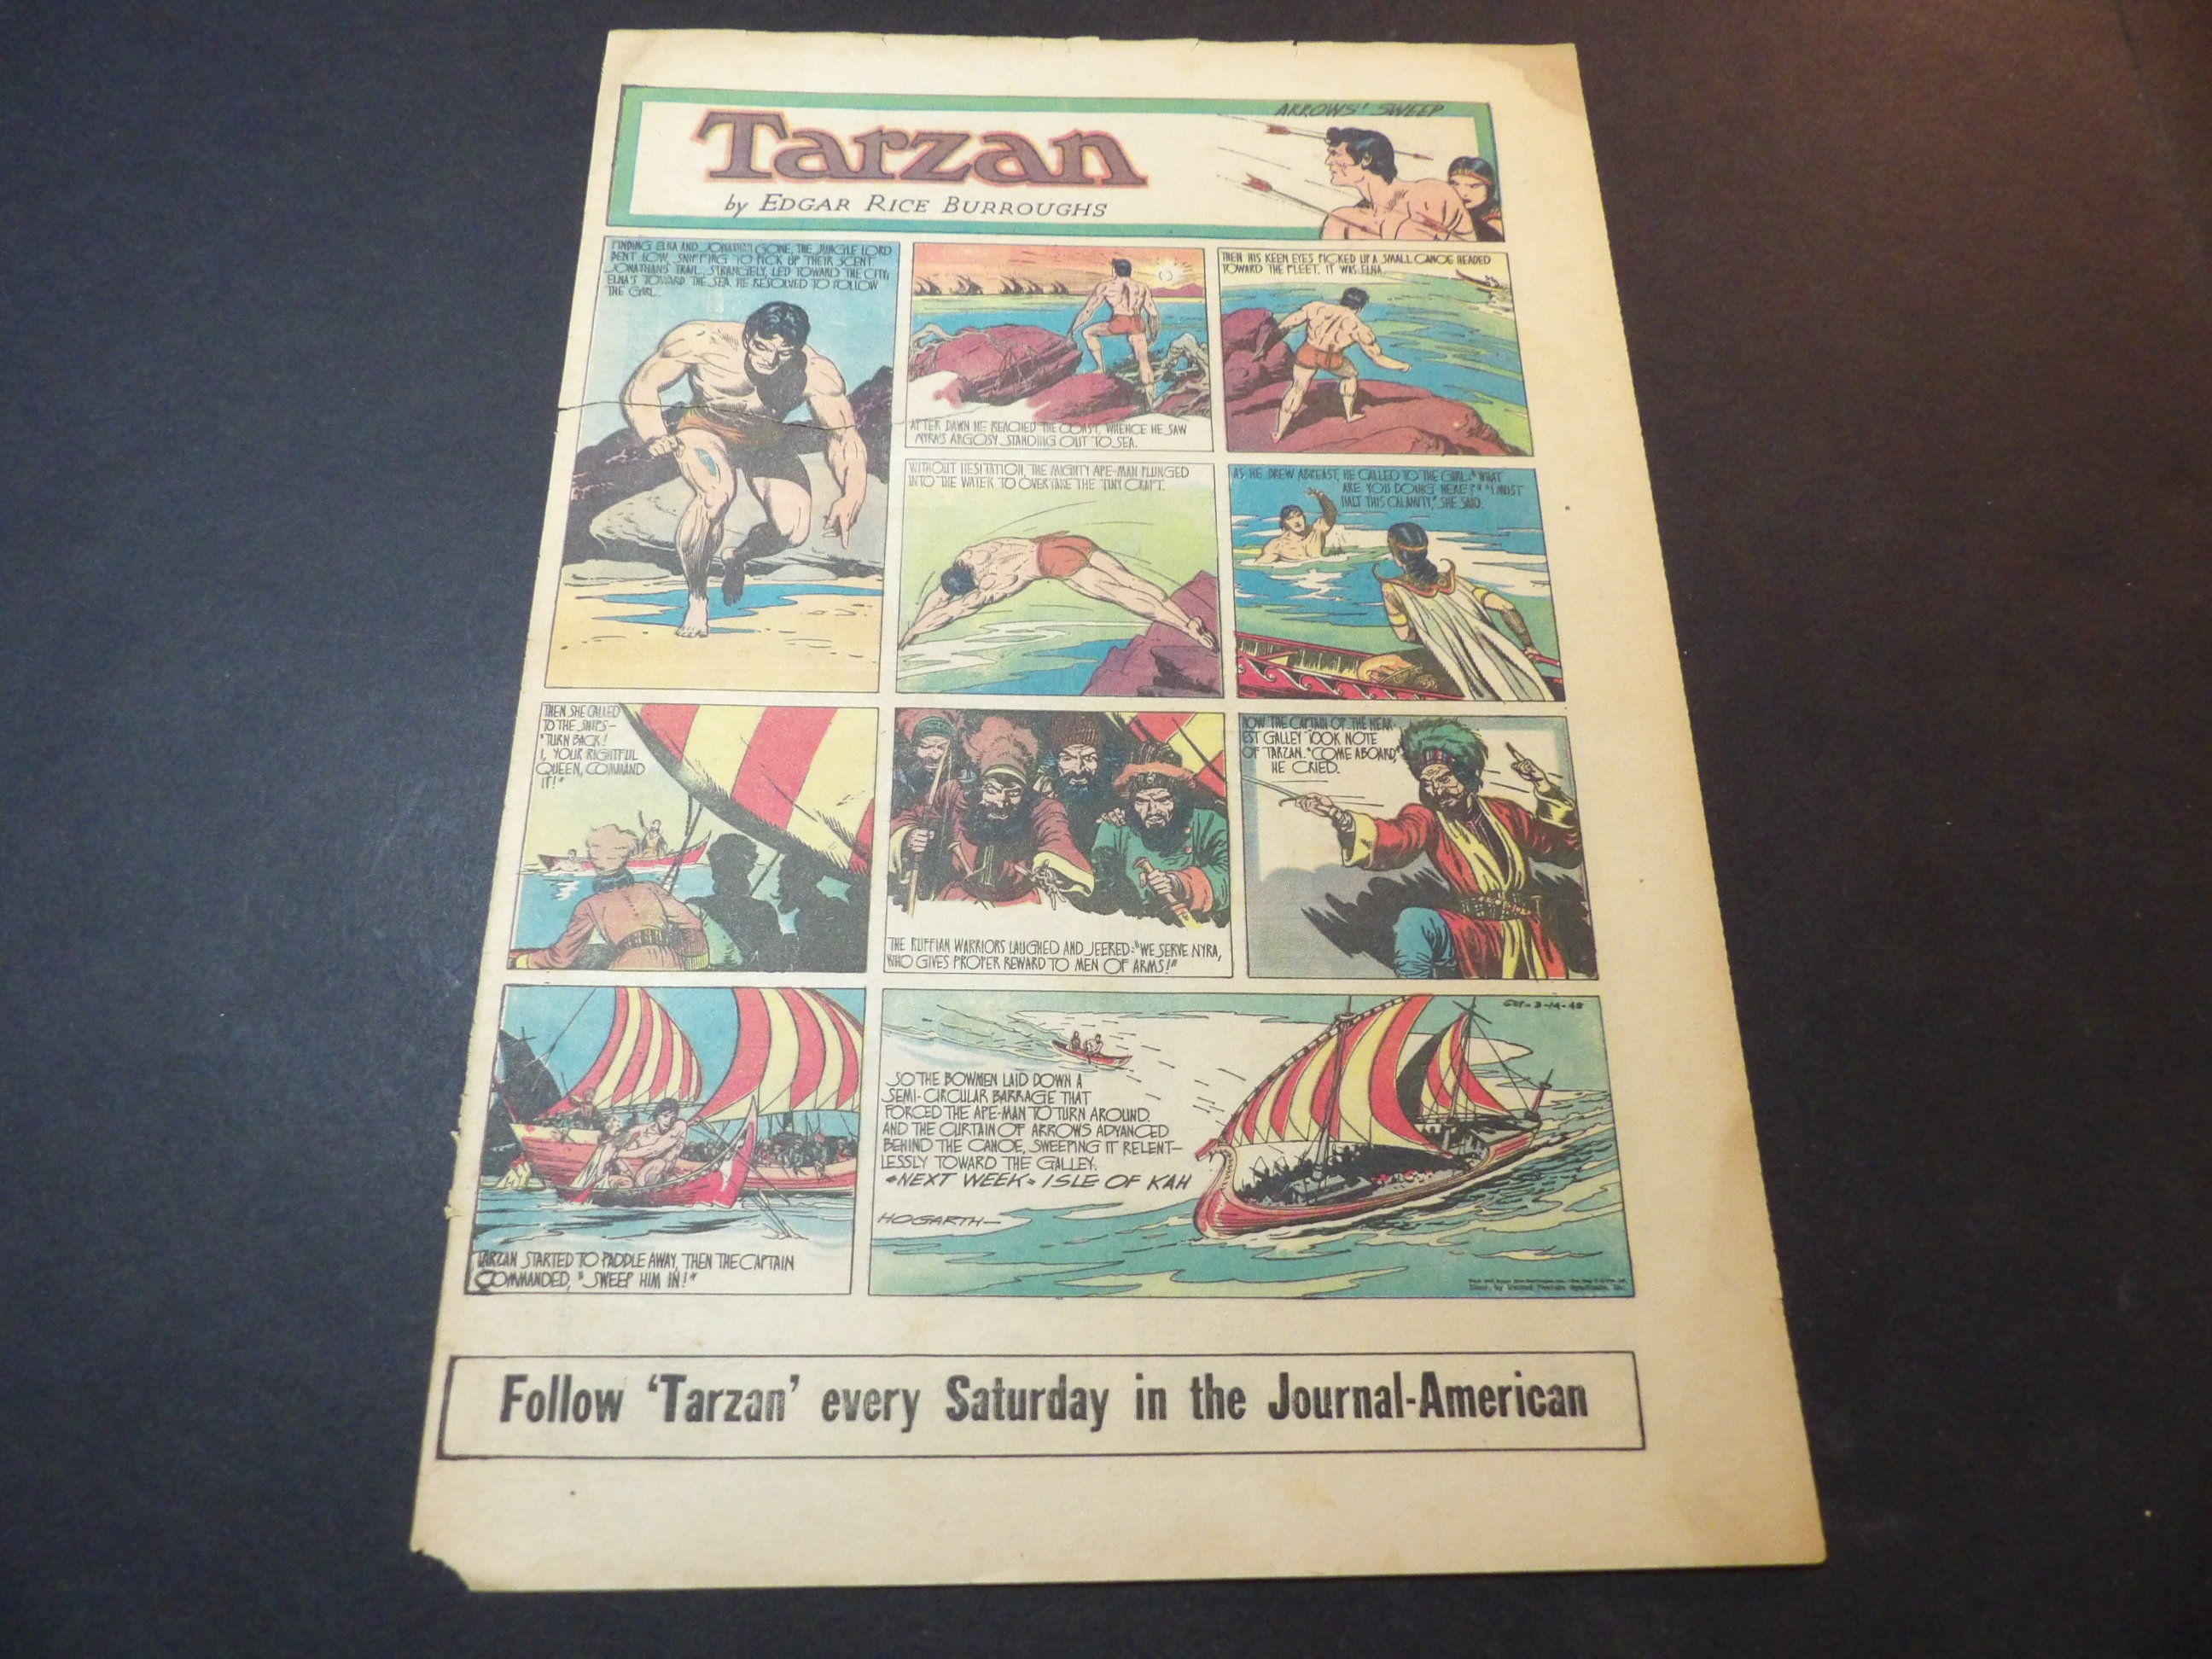 ARROWS' SWEEP
Tarzan
by EDGAR RICE BURROUGHS
FINDING ELNA AND JONATHAN GONE, THE JUNGLE LORD
BENT LOW, SNIFFING TO PICK UP THEIR SCENT.
JONATHAN'S TRAIL, STRANGELY, LED TOWARD THE CITY;
ELNA'S TOWARD THE SEA. HE RESOLVED TO FOLLOW
THE GIRL.
AFTER DAWN HE REACHED THE COAST, WHENCE HE SAW
NYRA'S ARGOSY STANDING OUT TO SEA.
THEN HIS KEEN EYES PICKED UP A SMALL CANOE HEADED
TOWARD THE FLEET. IT WAS ELNA.
WITHOUT HESITATION, THE MIGHTY APE-MAN PLUNGED
INTO THE WATER TO OVERTAKE THE TINY CRAFT.
AS HE DREW ABREAST, HE CALLED TO THE GIRL: "WHAT
ARE YOU DOING HERE?" "I MUST
HALT THIS CALAMITY," SHE SAID.
THEN SHE CALLED
TO THE SHIPS—
"TURN BACK!
I, YOUR RIGHTFUL
QUEEN, COMMAND
IT!"
THE RUFFIAN WARRIORS LAUGHED AND JEERED: "WE SERVE NYRA,
WHO GIVES PROPER REWARD TO MEN OF ARMS!"
NOW THE CAPTAIN OF THE NEAR-
EST GALLEY TOOK NOTE
OF TARZAN. "COME ABOARD,"
HE CRIED.
TARZAN STARTED TO PADDLE AWAY, THEN THE CAPTAIN
COMMANDED, "SWEEP HIM IN!"
SO THE BOWMEN LAID DOWN A
SEMI-CIRCULAR BARRAGE THAT
FORCED THE APE-MAN TO TURN AROUND.
AND THE CURTAIN OF ARROWS ADVANCED
BEHIND THE CANOE, SWEEPING IT RELENT—
LESSLY TOWARD THE GALLEY.
NEXT WEEK: ISLE OF KAH
HOGARTH—
Distr. by United Feature Syndicate, Inc.
Follow 'Tarzan' every Saturday in the Journal-American